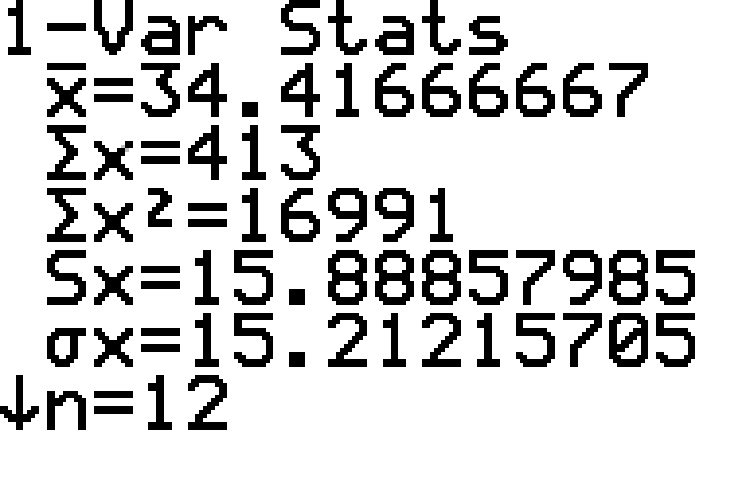 1-Var Stats
x̄=34.41666667
Σx=413
Σx²=16991
Sx=15.88857985
σx=15.21215705
↓n=12